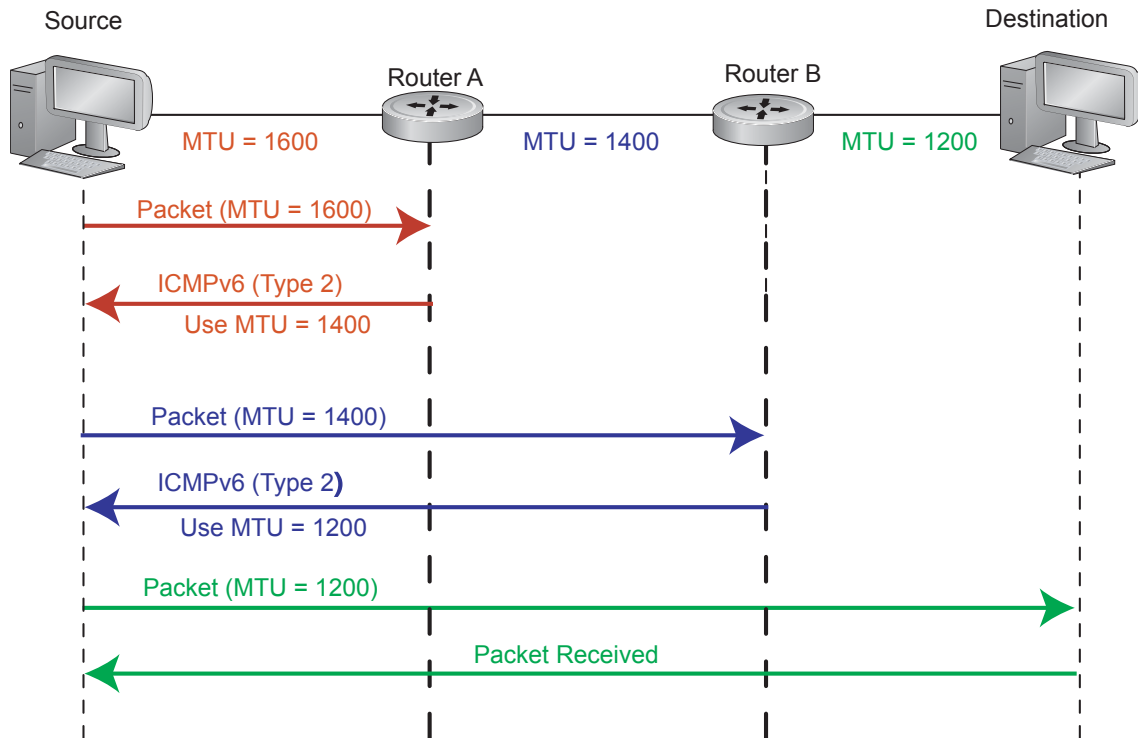 Source
Destination
Router A
Router B
MTU = 1600
MTU = 1400
MTU = 1200
Packet (MTU = 1600)
ICMPv6 (Type 2)
Use MTU = 1400
Packet (MTU = 1400)
ICMPv6 (Type 2)
Use MTU = 1200
Packet (MTU = 1200)
Packet Received